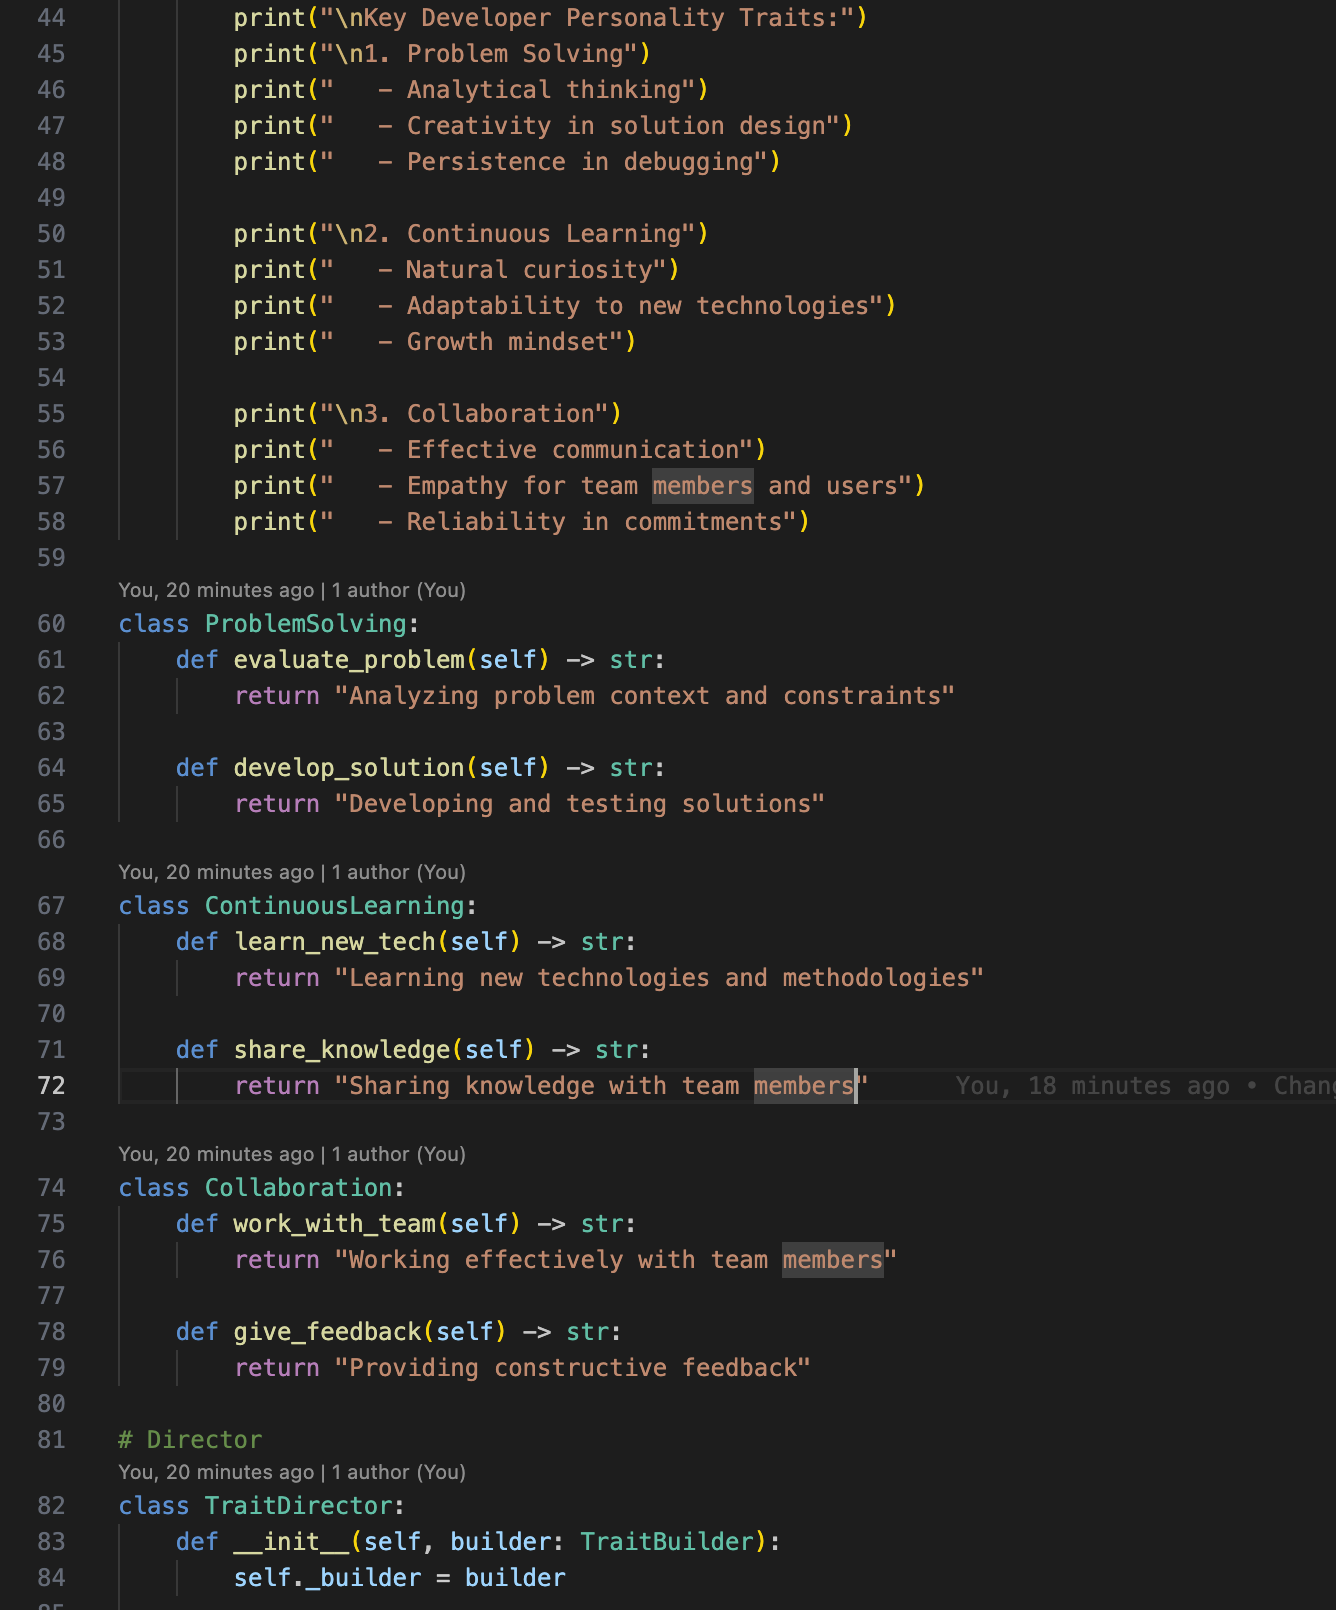 44 print("\nKey Developer Personality Traits:")
45 print("\n1. Problem Solving")
46 print("   - Analytical thinking")
47 print("   - Creativity in solution design")
48 print("   - Persistence in debugging")
49
50 print("\n2. Continuous Learning")
51 print("   - Natural curiosity")
52 print("   - Adaptability to new technologies")
53 print("   - Growth mindset")
54
55 print("\n3. Collaboration")
56 print("   - Effective communication")
57 print("   - Empathy for team members and users")
58 print("   - Reliability in commitments")
59
You, 20 minutes ago | 1 author (You)
60 class ProblemSolving:
61     def evaluate_problem(self) -> str:
62         return "Analyzing problem context and constraints"
63
64     def develop_solution(self) -> str:
65         return "Developing and testing solutions"
66
You, 20 minutes ago | 1 author (You)
67 class ContinuousLearning:
68     def learn_new_tech(self) -> str:
69         return "Learning new technologies and methodologies"
70
71     def share_knowledge(self) -> str:
72         return "Sharing knowledge with team members" You, 18 minutes ago •
73
You, 20 minutes ago | 1 author (You)
74 class Collaboration:
75     def work_with_team(self) -> str:
76         return "Working effectively with team members"
77
78     def give_feedback(self) -> str:
79         return "Providing constructive feedback"
80
81 # Director
You, 20 minutes ago | 1 author (You)
82 class TraitDirector:
83     def __init__(self, builder: TraitBuilder):
84         self._builder = builder